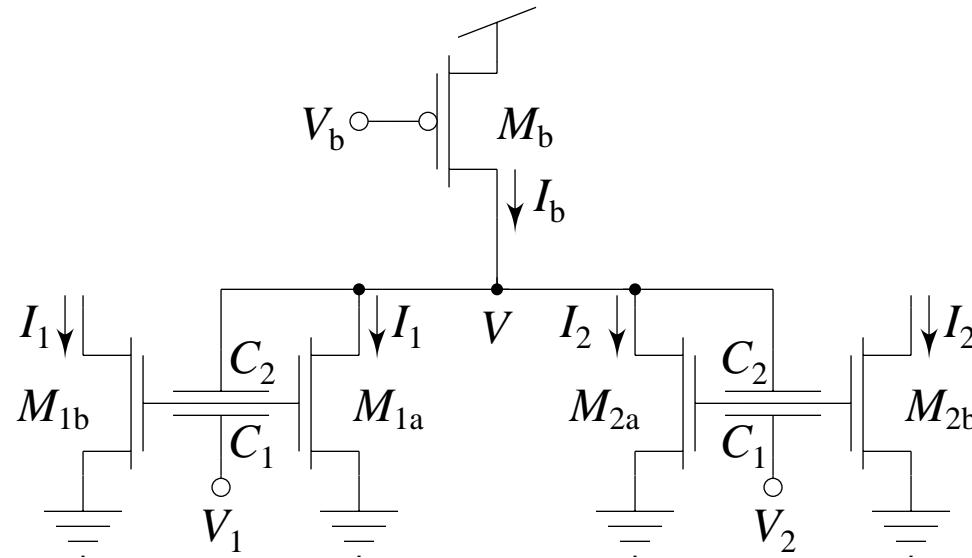 V_b
M_b
I_b
I_1 I_1 V I_2 I_2
C_2 C_2
M_1b M_1a M_2a M_2b
C_1 C_1
V_1 V_2